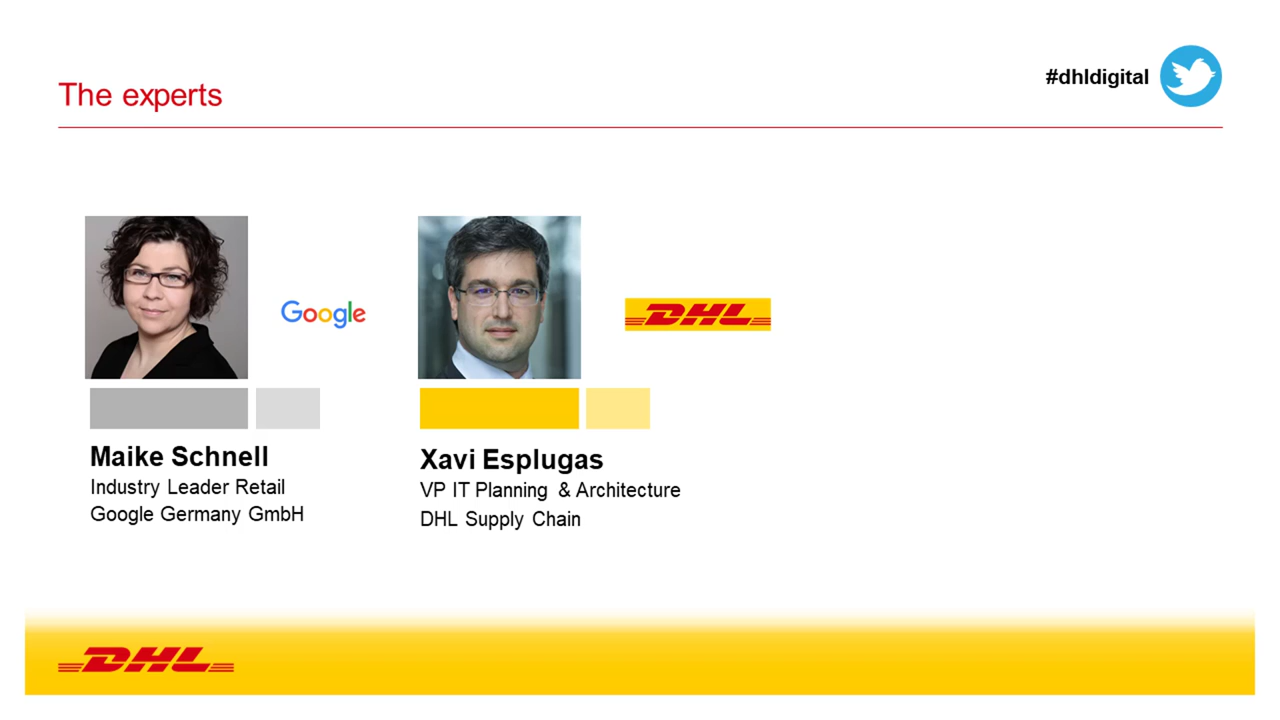 The experts
#dhldigital
Google
DHL
Maike Schnell
Industry Leader Retail
Google Germany GmbH
Xavi Esplugas
VP IT Planning & Architecture
DHL Supply Chain
DHL